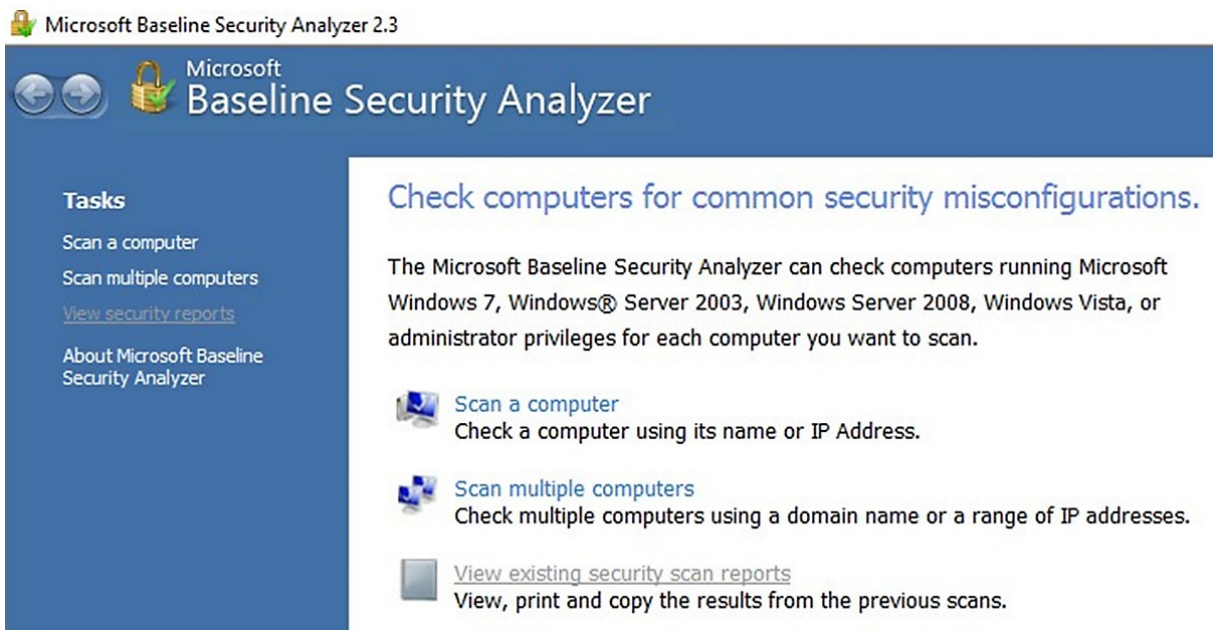 Microsoft Baseline Security Analyzer 2.3
Microsoft
Baseline Security Analyzer
Tasks
Scan a computer
Scan multiple computers
View security reports
About Microsoft Baseline
Security Analyzer
Check computers for common security misconfigurations.
The Microsoft Baseline Security Analyzer can check computers running Microsoft
Windows 7, Windows® Server 2003, Windows Server 2008, Windows Vista, or
administrator privileges for each computer you want to scan.
Scan a computer
Check a computer using its name or IP Address.
Scan multiple computers
Check multiple computers using a domain name or a range of IP addresses.
View existing security scan reports
View, print and copy the results from the previous scans.